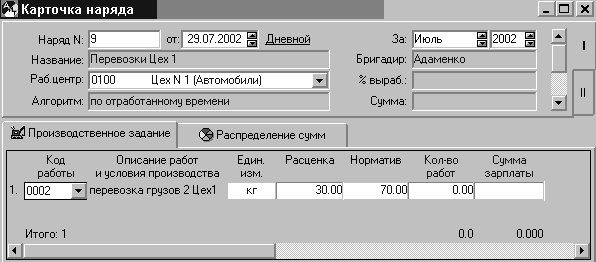 Карточка наряда
Наряд N: 9 от: 29.07.2002 Дневной За: Июль 2002 I
Название: Перевозки Цех 1 Бригадир: Адаменко
Раб.центр: 0100 Цех N 1 (Автомобили) % выраб.: II
Алгоритм: по отработанному времени Сумма:
Производственное задание Распределение сумм
Код Описание работ Един. Расценка Норматив Кол-во Сумма
работы и условия производства изм. работ зарплаты
1. 0002 перевозка грузов 2 Цех1 кг 30.00 70.00 0.00
Итого: 1 0.0 0.000